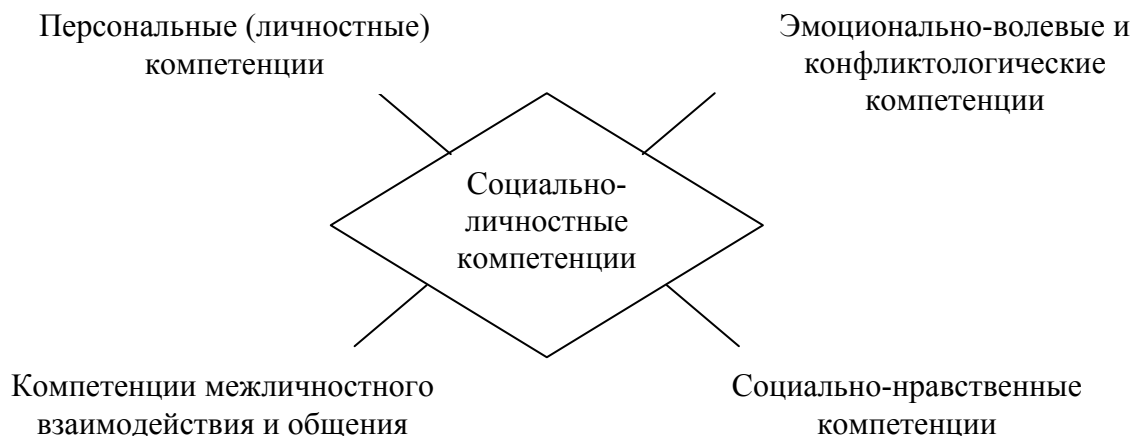 Персональные (личностные)
компетенции
Эмоционально-волевые и
конфликтологические
компетенции
Социально-
личностные
компетенции
Компетенции межличностного
взаимодействия и общения
Социально-нравственные
компетенции